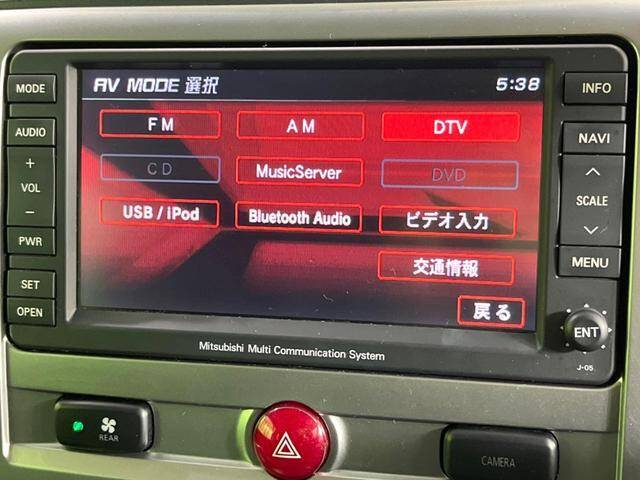 AV MODE 選択 5:38
FM AM DTV
CD MusicServer DVD
USB / iPod Bluetooth Audio ビデオ入力
交通情報
戻る
MODE
AUDIO
+
VOL
−
PWR
SET
OPEN
INFO
NAVI
SCALE
MENU
ENT
J-05
Mitsubishi Multi Communication System
REAR
CAMERA